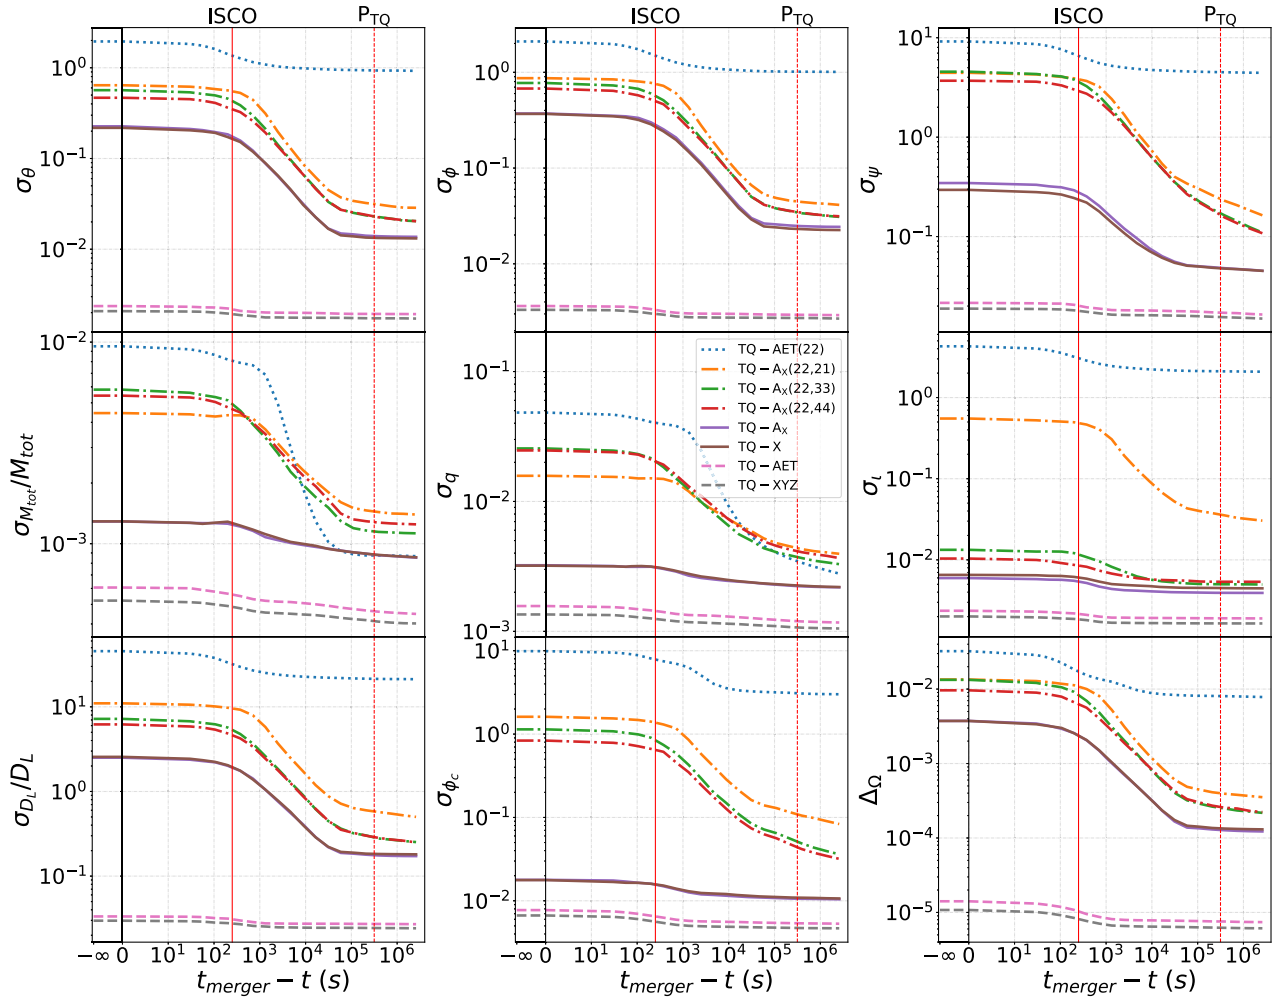 ISCO
P_TQ
ISCO
P_TQ
ISCO
P_TQ
σ_θ
10^0
10^-1
10^-2
σ_ϕ
10^0
10^-1
10^-2
σ_ψ
10^1
10^0
10^-1
σ_{M_tot}/M_tot
10^-2
10^-3
σ_q
10^-1
10^-2
10^-3
TQ − AET(22)
TQ − A_X(22,21)
TQ − A_X(22,33)
TQ − A_X(22,44)
TQ − A_X
TQ − X
TQ − AET
TQ − XYZ
σ_ι
10^0
10^-1
10^-2
σ_{D_L}/D_L
10^1
10^0
10^-1
σ_{ϕ_c}
10^1
10^0
10^-1
10^-2
Δ_Ω
10^-2
10^-3
10^-4
10^-5
−∞ 0 10^1 10^2 10^3 10^4 10^5 10^6
−∞ 0 10^1 10^2 10^3 10^4 10^5 10^6
−∞ 0 10^1 10^2 10^3 10^4 10^5 10^6
t_merger − t (s)
t_merger − t (s)
t_merger − t (s)